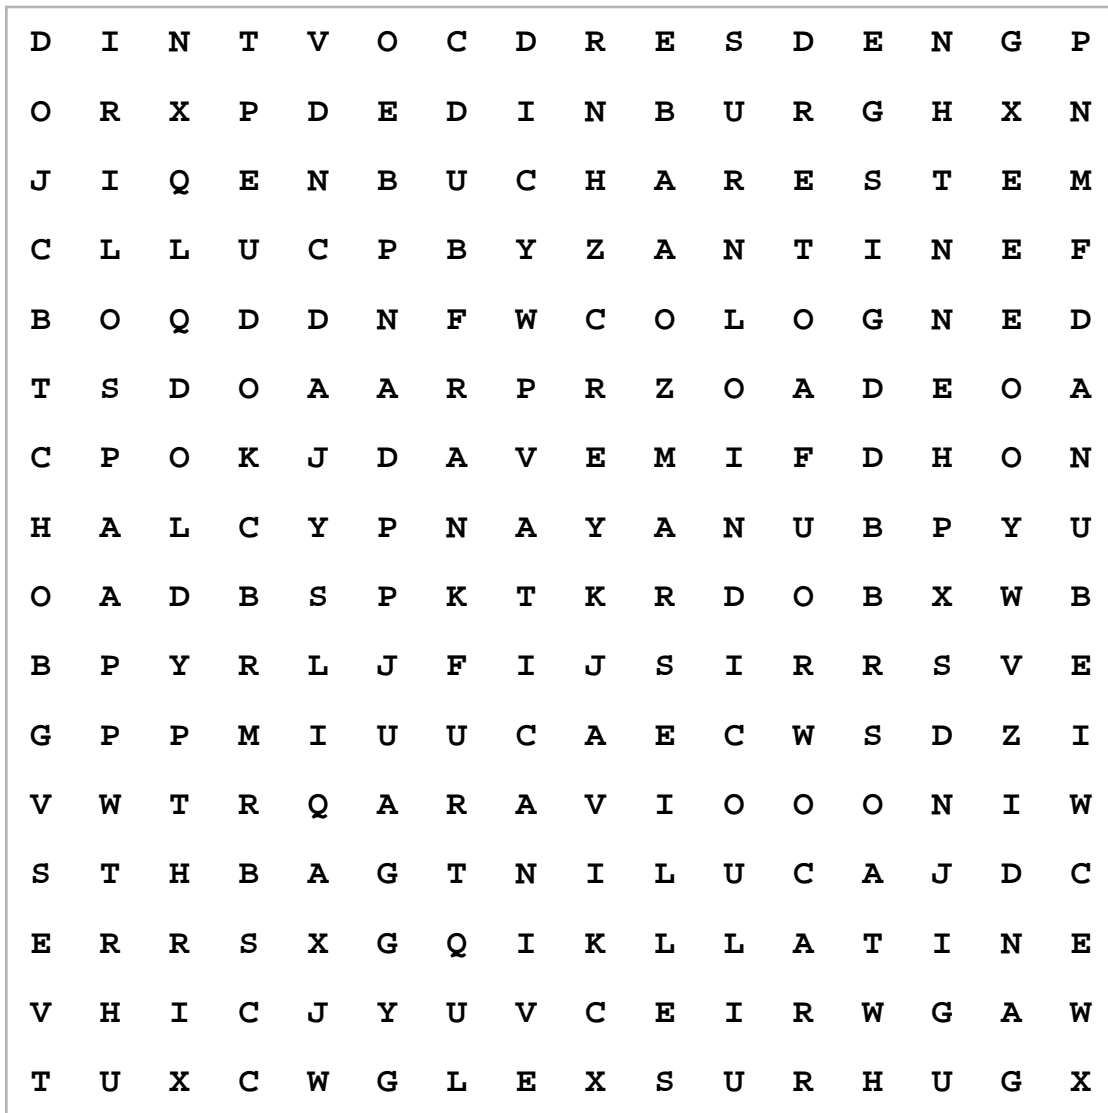 D I N T V O C D R E S D E N G P
O R X P D E D I N B U R G H X N
J I Q E N B U C H A R E S T E M
C L L U C P B Y Z A N T I N E F
B O Q D D N F W C O L O G N E D
T S D O A A R P R Z O A D E O A
C P O K J D A V E M I F D H O N
H A L C Y P N A Y A N U B P Y U
O A D B S P K T K R D O B X W B
B P Y R L J F I J S I R R S V E
G P P M I U U C A E C W S D Z I
V W T R Q A R A V I O O O N I W
S T H B A G T N I L U C A J D C
E R R S X G Q I K L L A T I N E
V H I C J Y U V C E I R W G A W
T U X C W G L E X S U R H U G X